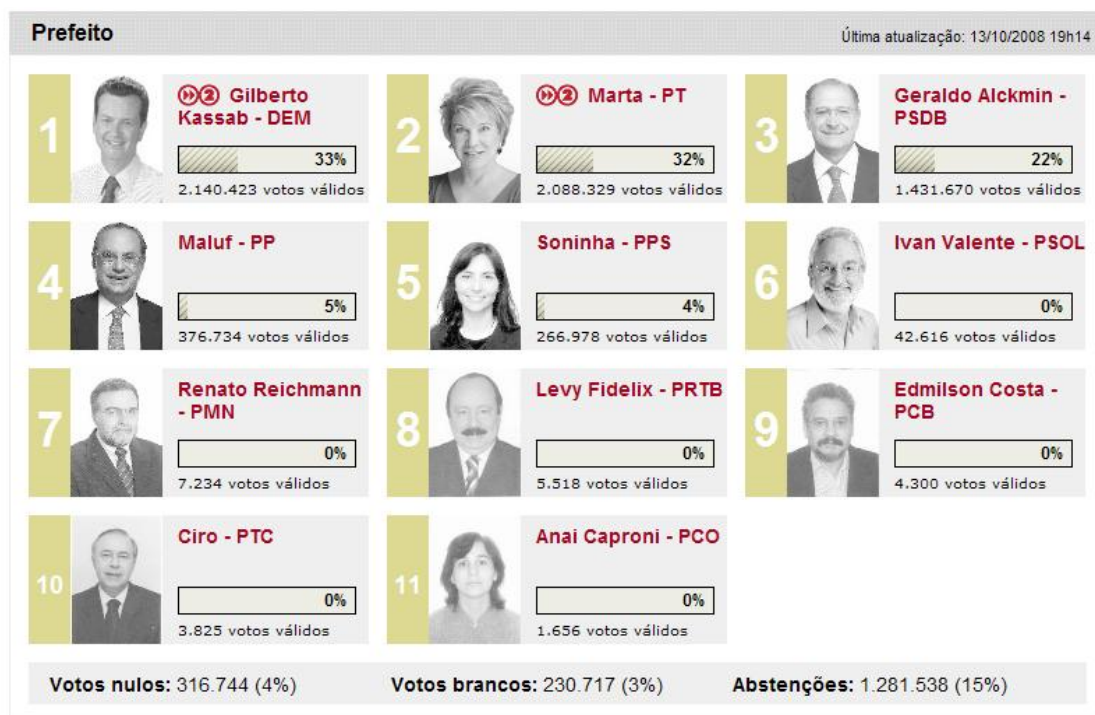 Prefeito
Última atualização: 13/10/2008 19h14
1
2 Gilberto
Kassab - DEM
33%
2.140.423 votos válidos
2
2 Marta - PT
32%
2.088.329 votos válidos
3
Geraldo Alckmin -
PSDB
22%
1.431.670 votos válidos
4
Maluf - PP
5%
376.734 votos válidos
5
Soninha - PPS
4%
266.978 votos válidos
6
Ivan Valente - PSOL
0%
42.616 votos válidos
7
Renato Reichmann
- PMN
0%
7.234 votos válidos
8
Levy Fidelix - PRTB
0%
5.518 votos válidos
9
Edmilson Costa -
PCB
0%
4.300 votos válidos
10
Ciro - PTC
0%
3.825 votos válidos
11
Anai Caproni - PCO
0%
1.656 votos válidos
Votos nulos: 316.744 (4%)
Votos brancos: 230.717 (3%)
Abstenções: 1.281.538 (15%)